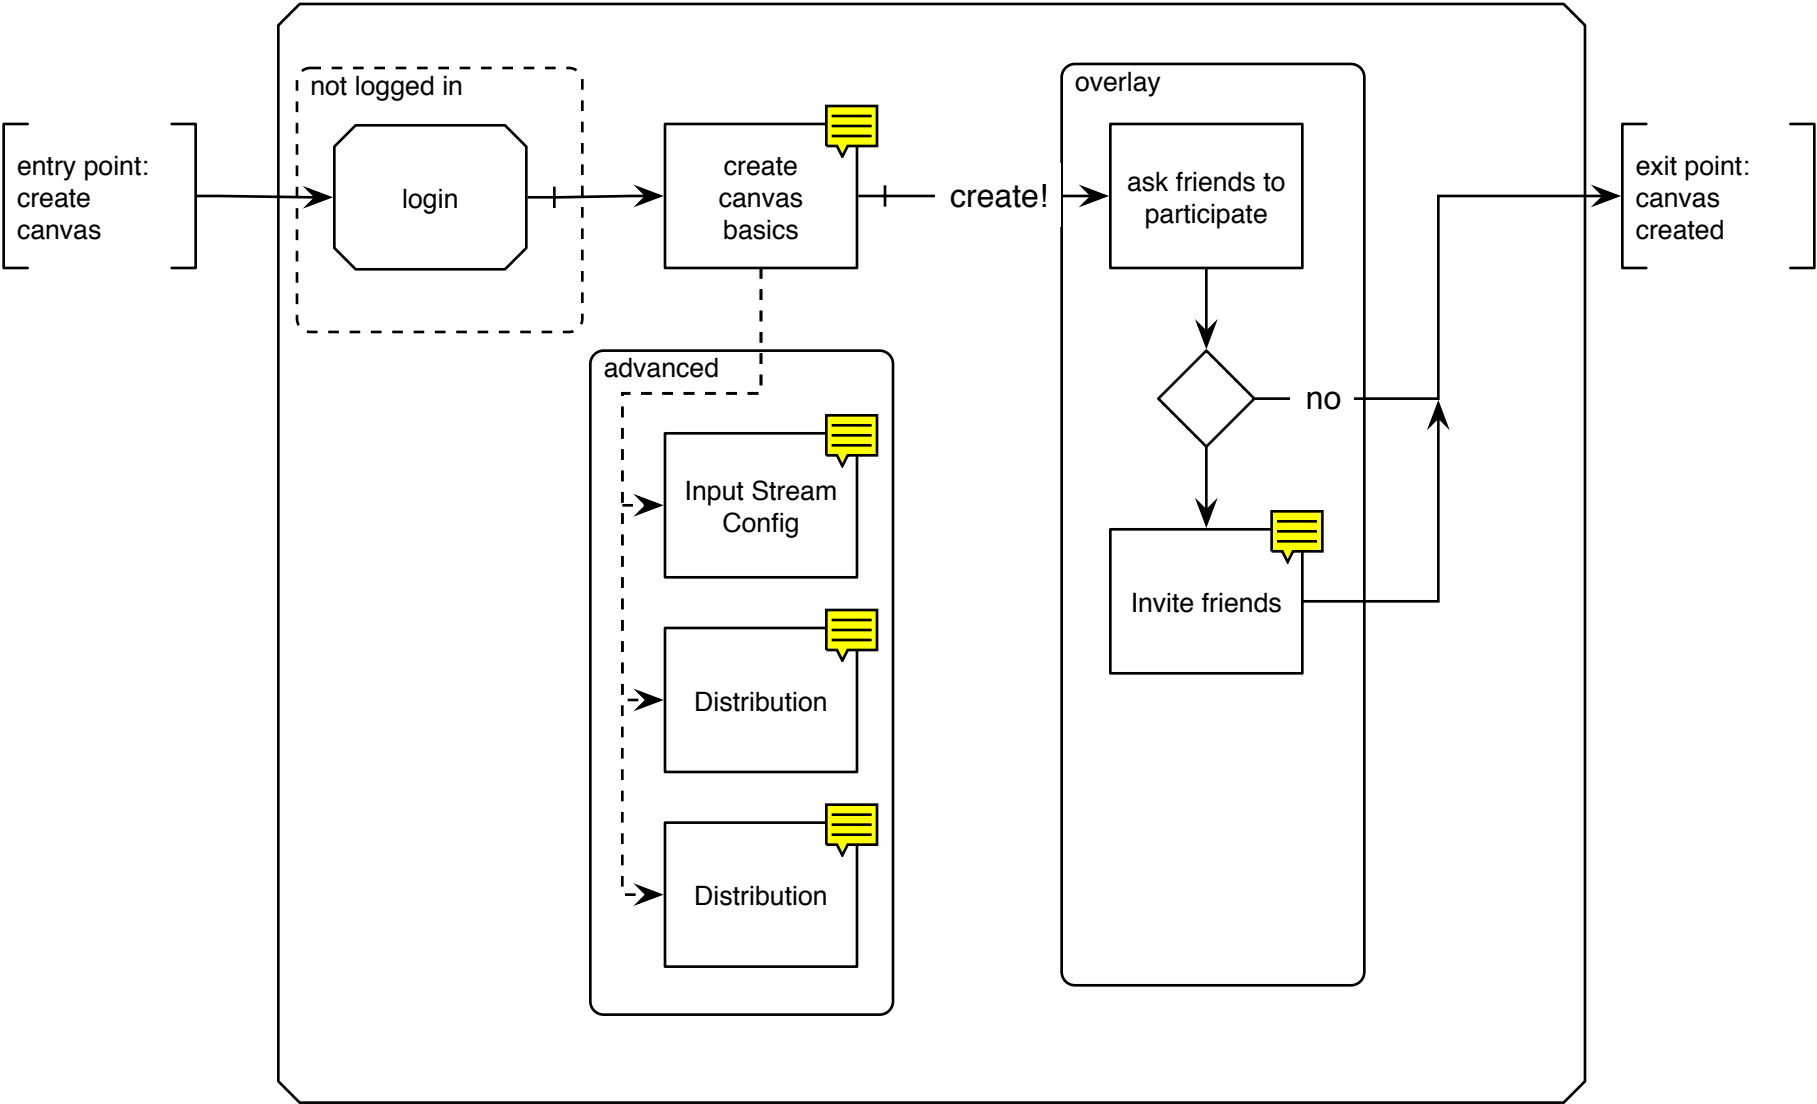 entry point:
create
canvas
not logged in
login
create
canvas
basics
create!
overlay
ask friends to
participate
no
Invite friends
exit point:
canvas
created
advanced
Input Stream
Config
Distribution
Distribution